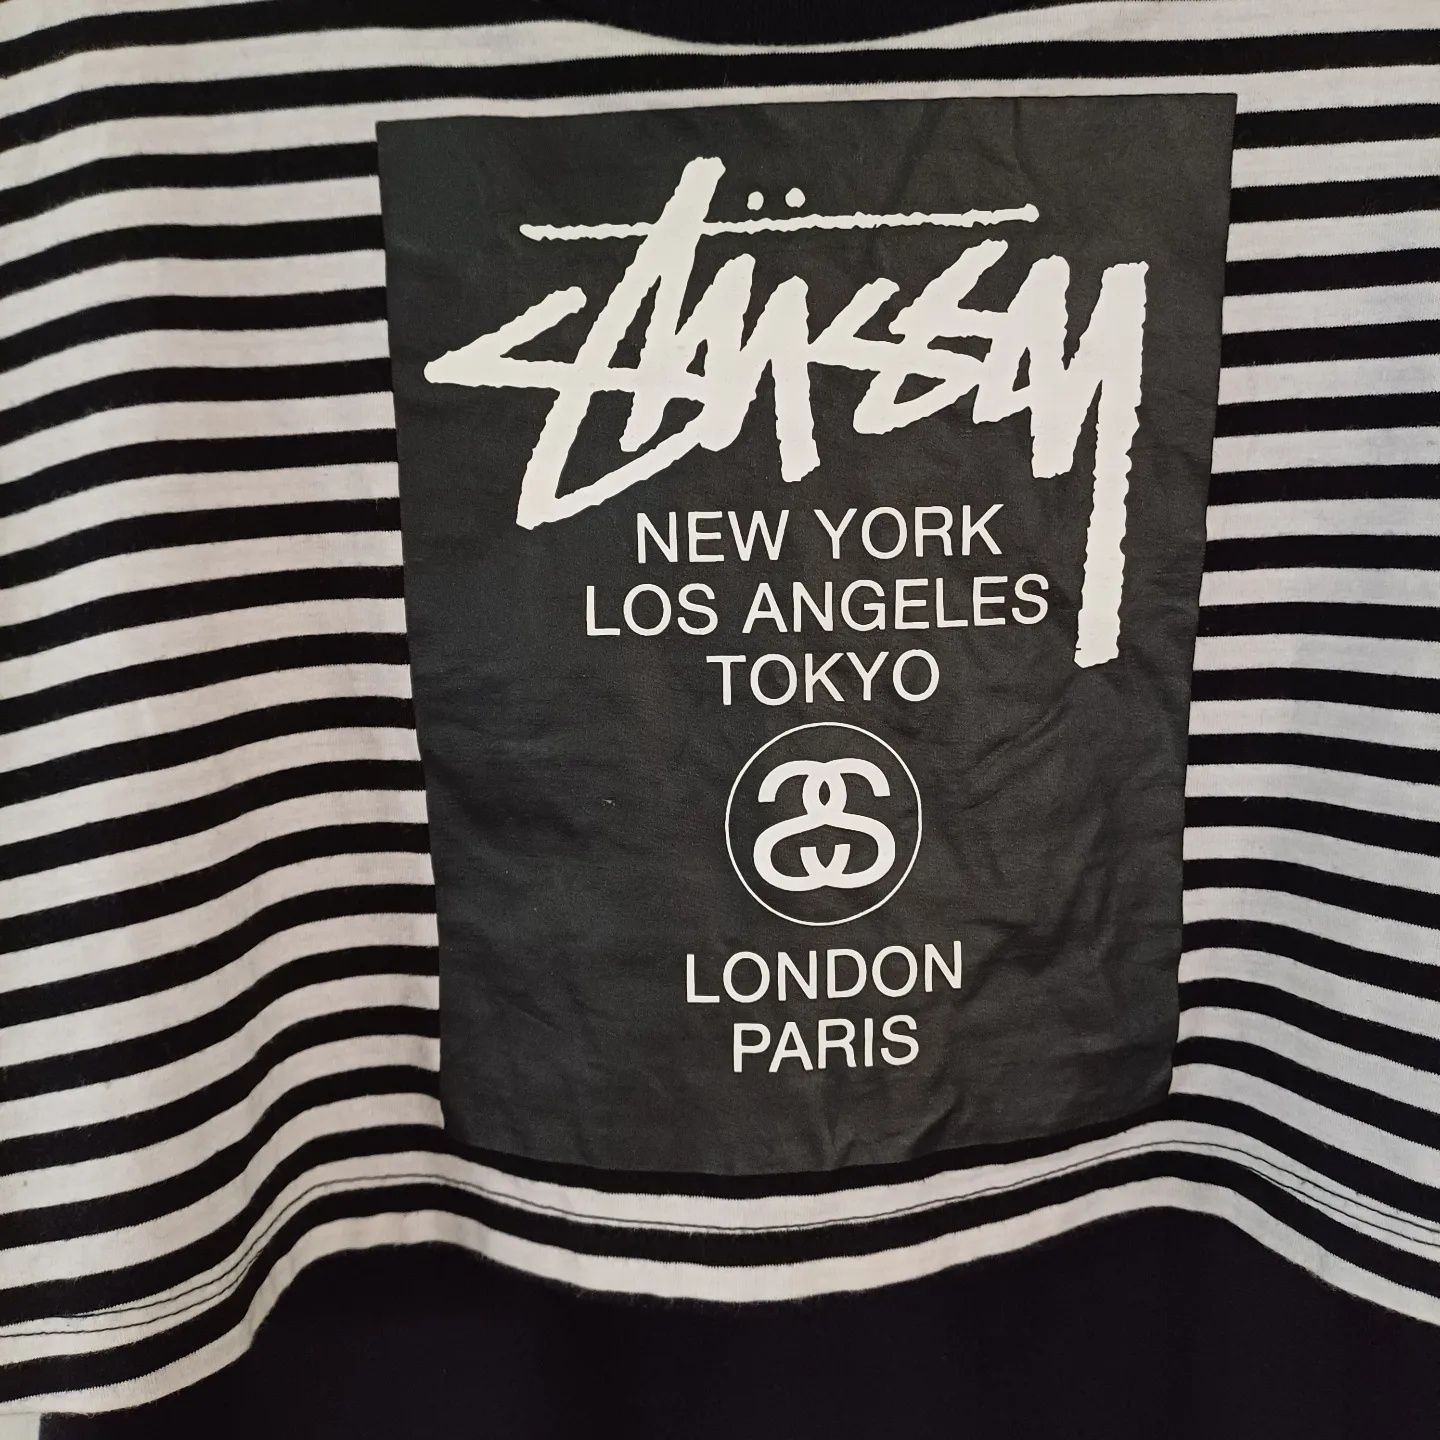 Stüssy
NEW YORK
LOS ANGELES
TOKYO
SS
LONDON
PARIS